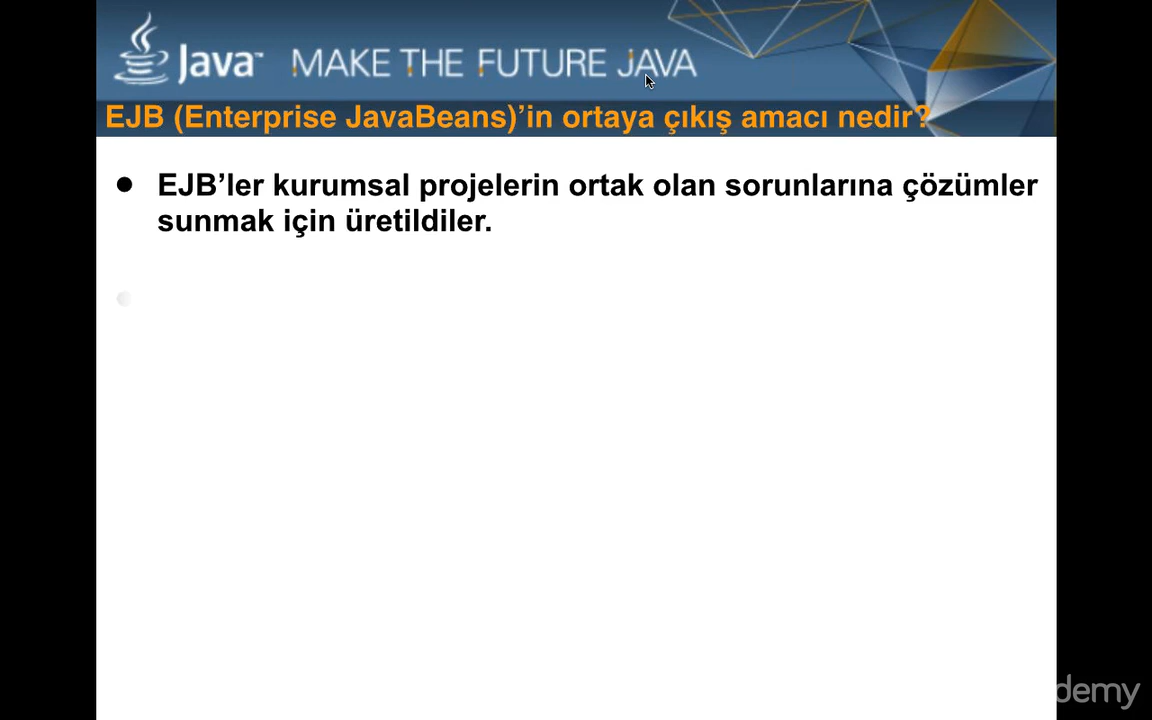 Java™ MAKE THE FUTURE JAVA
EJB (Enterprise JavaBeans)’in ortaya çıkış amacı nedir?
● EJB’ler kurumsal projelerin ortak olan sorunlarına çözümler
sunmak için üretildiler.
demy